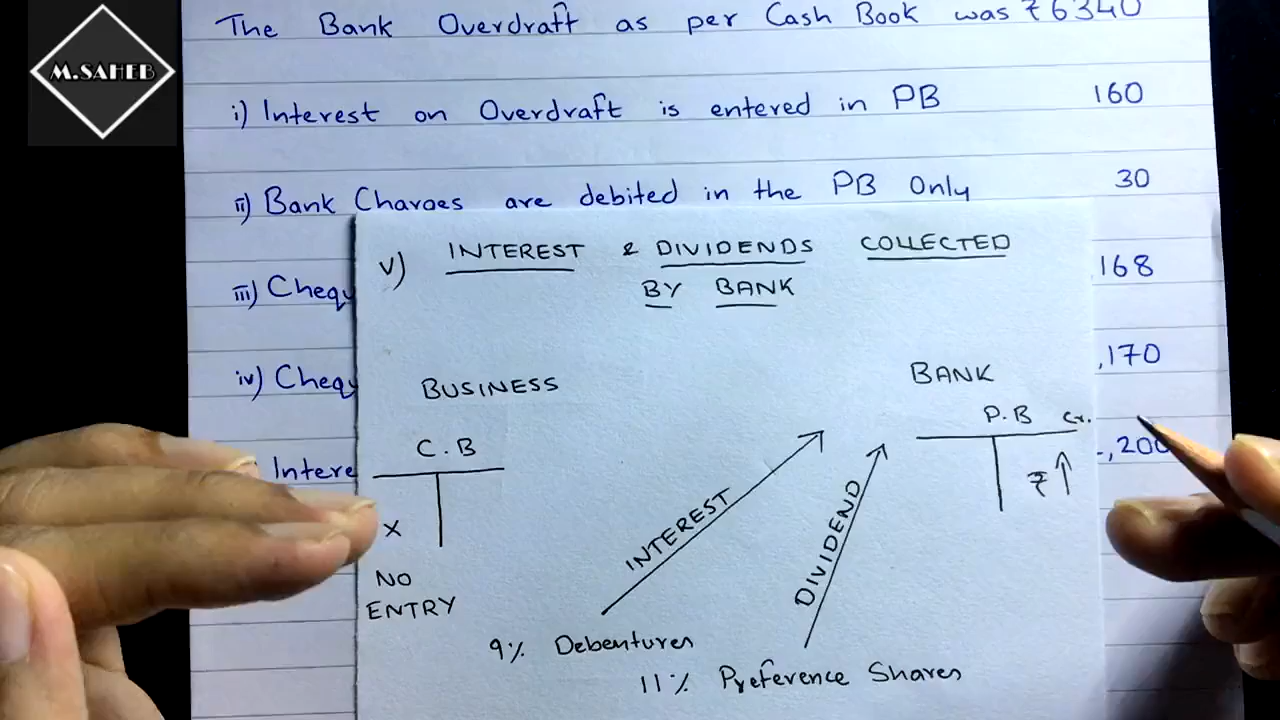 M.SAHEB
The Bank Overdraft as per Cash Book was ₹6340
i) Interest on Overdraft is entered in PB 160
ii) Bank Charges are debited in the PB Only 30
iii) Cheq 168
iv) Cheq ,170
Intere ,200
v) INTEREST & DIVIDENDS COLLECTED
BY BANK
BUSINESS
C.B
X
NO
ENTRY
BANK
P.B Cr.
₹
INTEREST
DIVIDEND
9% Debentures
11% Preference Shares